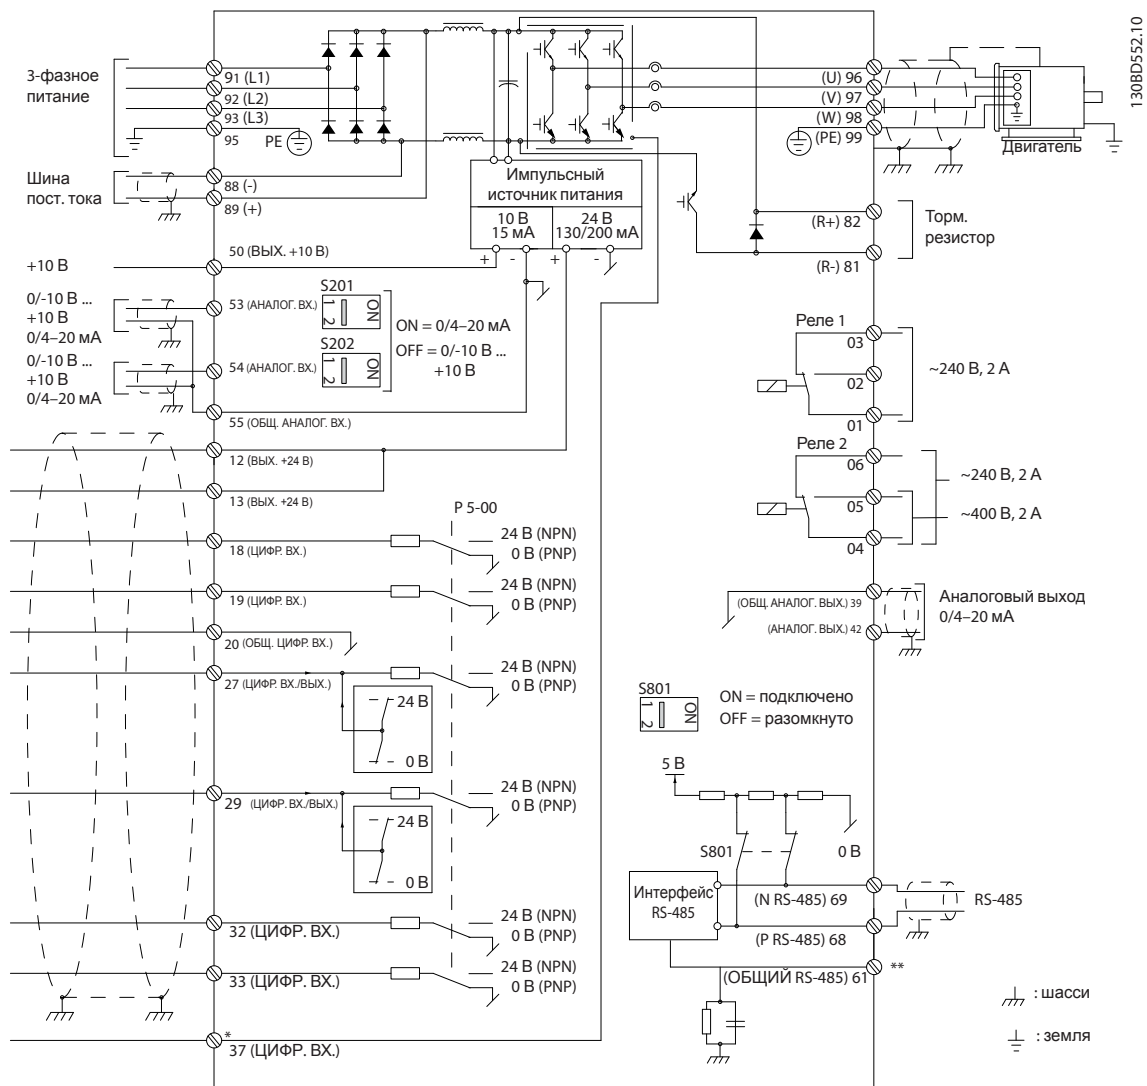 130BD552.10
3-фазное
питание
91 (L1)
92 (L2)
93 (L3)
95
PE
Шина
пост. тока
88 (-)
89 (+)
Импульсный
источник питания
10 В
15 мА
24 В
130/200 мА
+ - + -
(U) 96
(V) 97
(W) 98
(PE) 99
Двигатель
(R+) 82
(R-) 81
Торм.
резистор
+10 В
50 (ВЫХ. +10 В)
0/-10 В ...
+10 В
0/4–20 мА
53 (АНАЛОГ. ВХ.)
S201
1
2
ON
0/-10 В ...
+10 В
0/4–20 мА
54 (АНАЛОГ. ВХ.)
S202
1
2
ON
ON = 0/4–20 мА
OFF = 0/-10 В ...
+10 В
55 (ОБЩ. АНАЛОГ. ВХ.)
12 (ВЫХ. +24 В)
13 (ВЫХ. +24 В)
P 5-00
18 (ЦИФР. ВХ.)
24 В (NPN)
0 В (PNP)
19 (ЦИФР. ВХ.)
24 В (NPN)
0 В (PNP)
20 (ОБЩ. ЦИФР. ВХ.)
27 (ЦИФР. ВХ./ВЫХ.)
24 В (NPN)
0 В (PNP)
24 В
0 В
29 (ЦИФР. ВХ./ВЫХ.)
24 В (NPN)
0 В (PNP)
24 В
0 В
32 (ЦИФР. ВХ.)
24 В (NPN)
0 В (PNP)
33 (ЦИФР. ВХ.)
24 В (NPN)
0 В (PNP)
*
37 (ЦИФР. ВХ.)
Реле 1
03
02
01
~240 В, 2 А
Реле 2
06
05
04
~240 В, 2 А
~400 В, 2 А
(ОБЩ. АНАЛОГ. ВЫХ.) 39
(АНАЛОГ. ВЫХ.) 42
Аналоговый выход
0/4–20 мА
S801
1
2
ON
ON = подключено
OFF = разомкнуто
5 В
S801
0 В
Интерфейс
RS-485
(N RS-485) 69
(P RS-485) 68
RS-485
(ОБЩИЙ RS-485) 61
**
: шасси
: земля